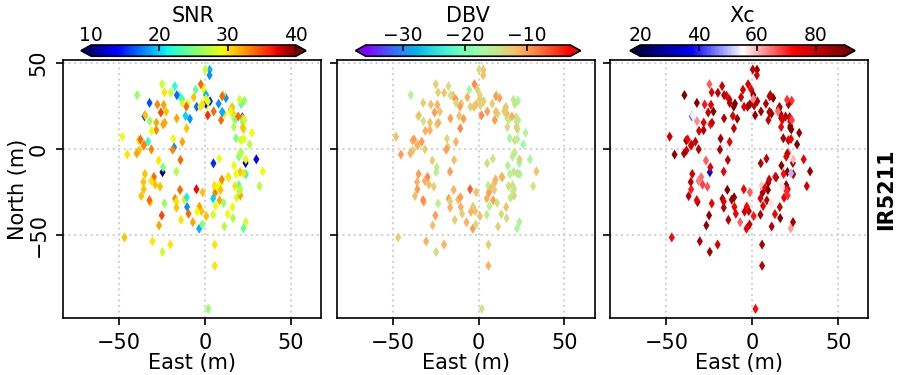 SNR
10 20 30 40
DBV
−30 −20 −10
Xc
20 40 60 80
North (m)
50
0
−50
−50 0 50
East (m)
−50 0 50
East (m)
−50 0 50
East (m)
IR5211